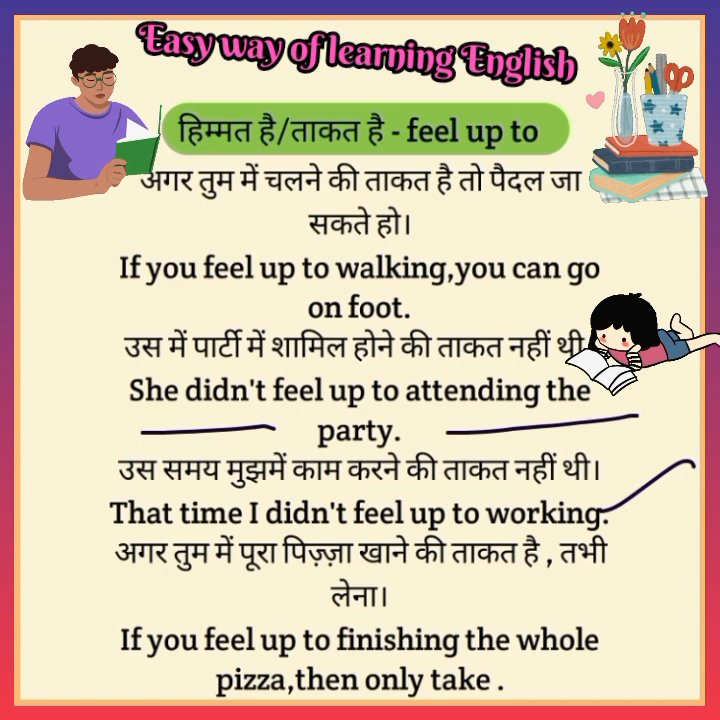 Easy way of learning English
हिम्मत है/ताकत है - feel up to
अगर तुम में चलने की ताकत है तो पैदल जा
सकते हो।
If you feel up to walking,you can go
on foot.
उस में पार्टी में शामिल होने की ताकत नहीं थी
She didn't feel up to attending the
party.
उस समय मुझमें काम करने की ताकत नहीं थी।
That time I didn't feel up to working.
अगर तुम में पूरा पिज़्ज़ा खाने की ताकत है , तभी
लेना।
If you feel up to finishing the whole
pizza,then only take .